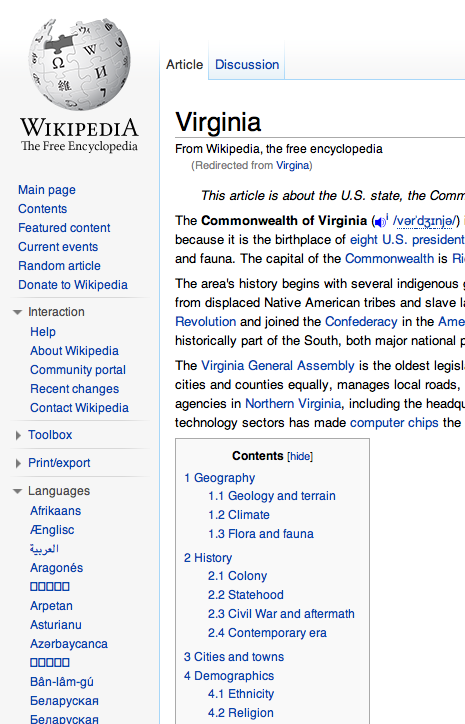 WIKIPEDIA
The Free Encyclopedia
Main page
Contents
Featured content
Current events
Random article
Donate to Wikipedia
Interaction
Help
About Wikipedia
Community portal
Recent changes
Contact Wikipedia
Toolbox
Print/export
Languages
Afrikaans
Ænglisc
العربية
Aragonés
Arpetan
Asturianu
Azərbaycanca
Bân-lâm-gú
Беларуская
Беларуская
Article
Discussion
Virginia
From Wikipedia, the free encyclopedia
(Redirected from Virgina)
This article is about the U.S. state, the
The Commonwealth of Virginia (/vərˈdʒɪnjə/)
because it is the birthplace of eight U.S.
and fauna. The capital of the Commonwealth is
The area's history begins with several indigenous
from displaced Native American tribes and slave
Revolution and joined the Confederacy in the
historically part of the South, both major national
The Virginia General Assembly is the oldest
cities and counties equally, manages local roads,
agencies in Northern Virginia, including the
technology sectors has made computer chips the
Contents [hide]
1 Geography
1.1 Geology and terrain
1.2 Climate
1.3 Flora and fauna
2 History
2.1 Colony
2.2 Statehood
2.3 Civil War and aftermath
2.4 Contemporary era
3 Cities and towns
4 Demographics
4.1 Ethnicity
4.2 Religion